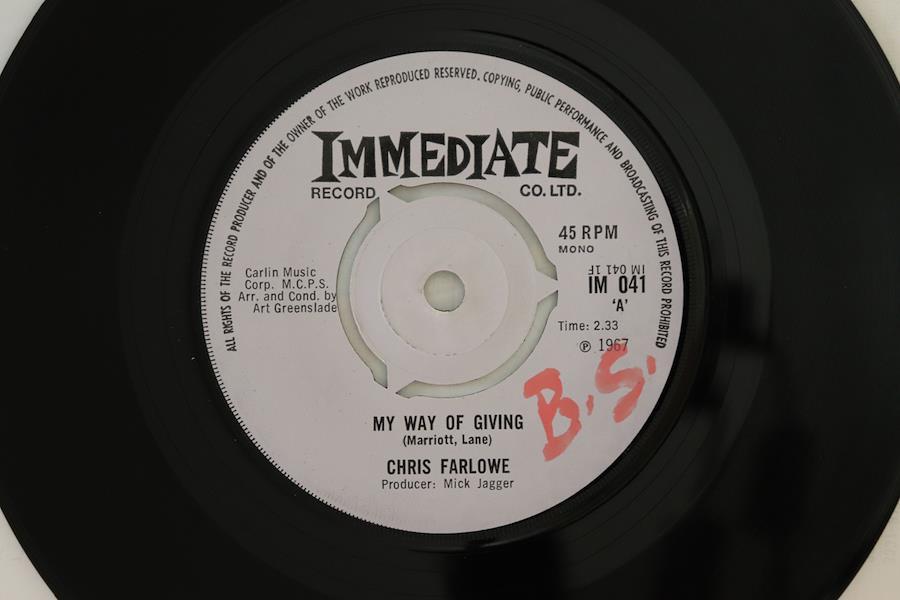 ALL RIGHTS OF THE RECORD PRODUCER AND OF THE OWNER OF THE WORK REPRODUCED RESERVED. COPYING, PUBLIC PERFORMANCE AND BROADCASTING OF THIS RECORD PROHIBITED
IMMEDIATE
RECORD CO. LTD.
45 RPM
MONO
IM 041 1F
IM 041
'A'
Carlin Music
Corp. M.C.P.S.
Arr. and Cond. by
Art Greenslade
Time: 2.33
℗ 1967
B.S.
MY WAY OF GIVING
(Marriott, Lane)
CHRIS FARLOWE
Producer: Mick Jagger